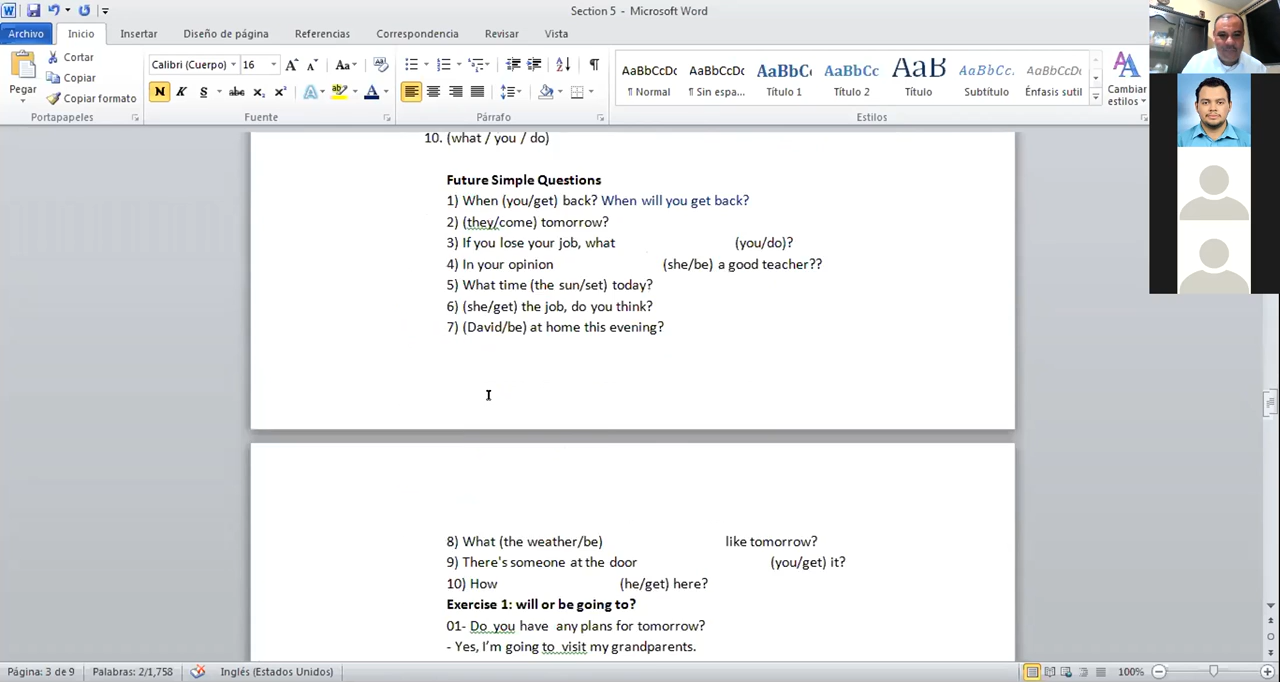 Section 5 - Microsoft Word
Archivo Inicio Insertar Diseño de página Referencias Correspondencia Revisar Vista
Pegar
Cortar
Copiar
Copiar formato
Portapapeles
Calibri (Cuerpo) 16
Fuente
Párrafo
AaBbCcDc AaBbCcDc AaBbC AaBbCc AaB AaBbCc. AaBbCcDc
¶ Normal ¶ Sin espa... Título 1 Título 2 Título Subtítulo Énfasis sutil
Estilos
Cambiar
estilos
10. (what / you / do)
Future Simple Questions
1) When (you/get) back? When will you get back?
2) (they/come) tomorrow?
3) If you lose your job, what (you/do)?
4) In your opinion (she/be) a good teacher??
5) What time (the sun/set) today?
6) (she/get) the job, do you think?
7) (David/be) at home this evening?
8) What (the weather/be) like tomorrow?
9) There's someone at the door (you/get) it?
10) How (he/get) here?
Exercise 1: will or be going to?
01- Do you have any plans for tomorrow?
- Yes, I'm going to visit my grandparents.
Página: 3 de 9 Palabras: 2/1,758 Inglés (Estados Unidos) 100%